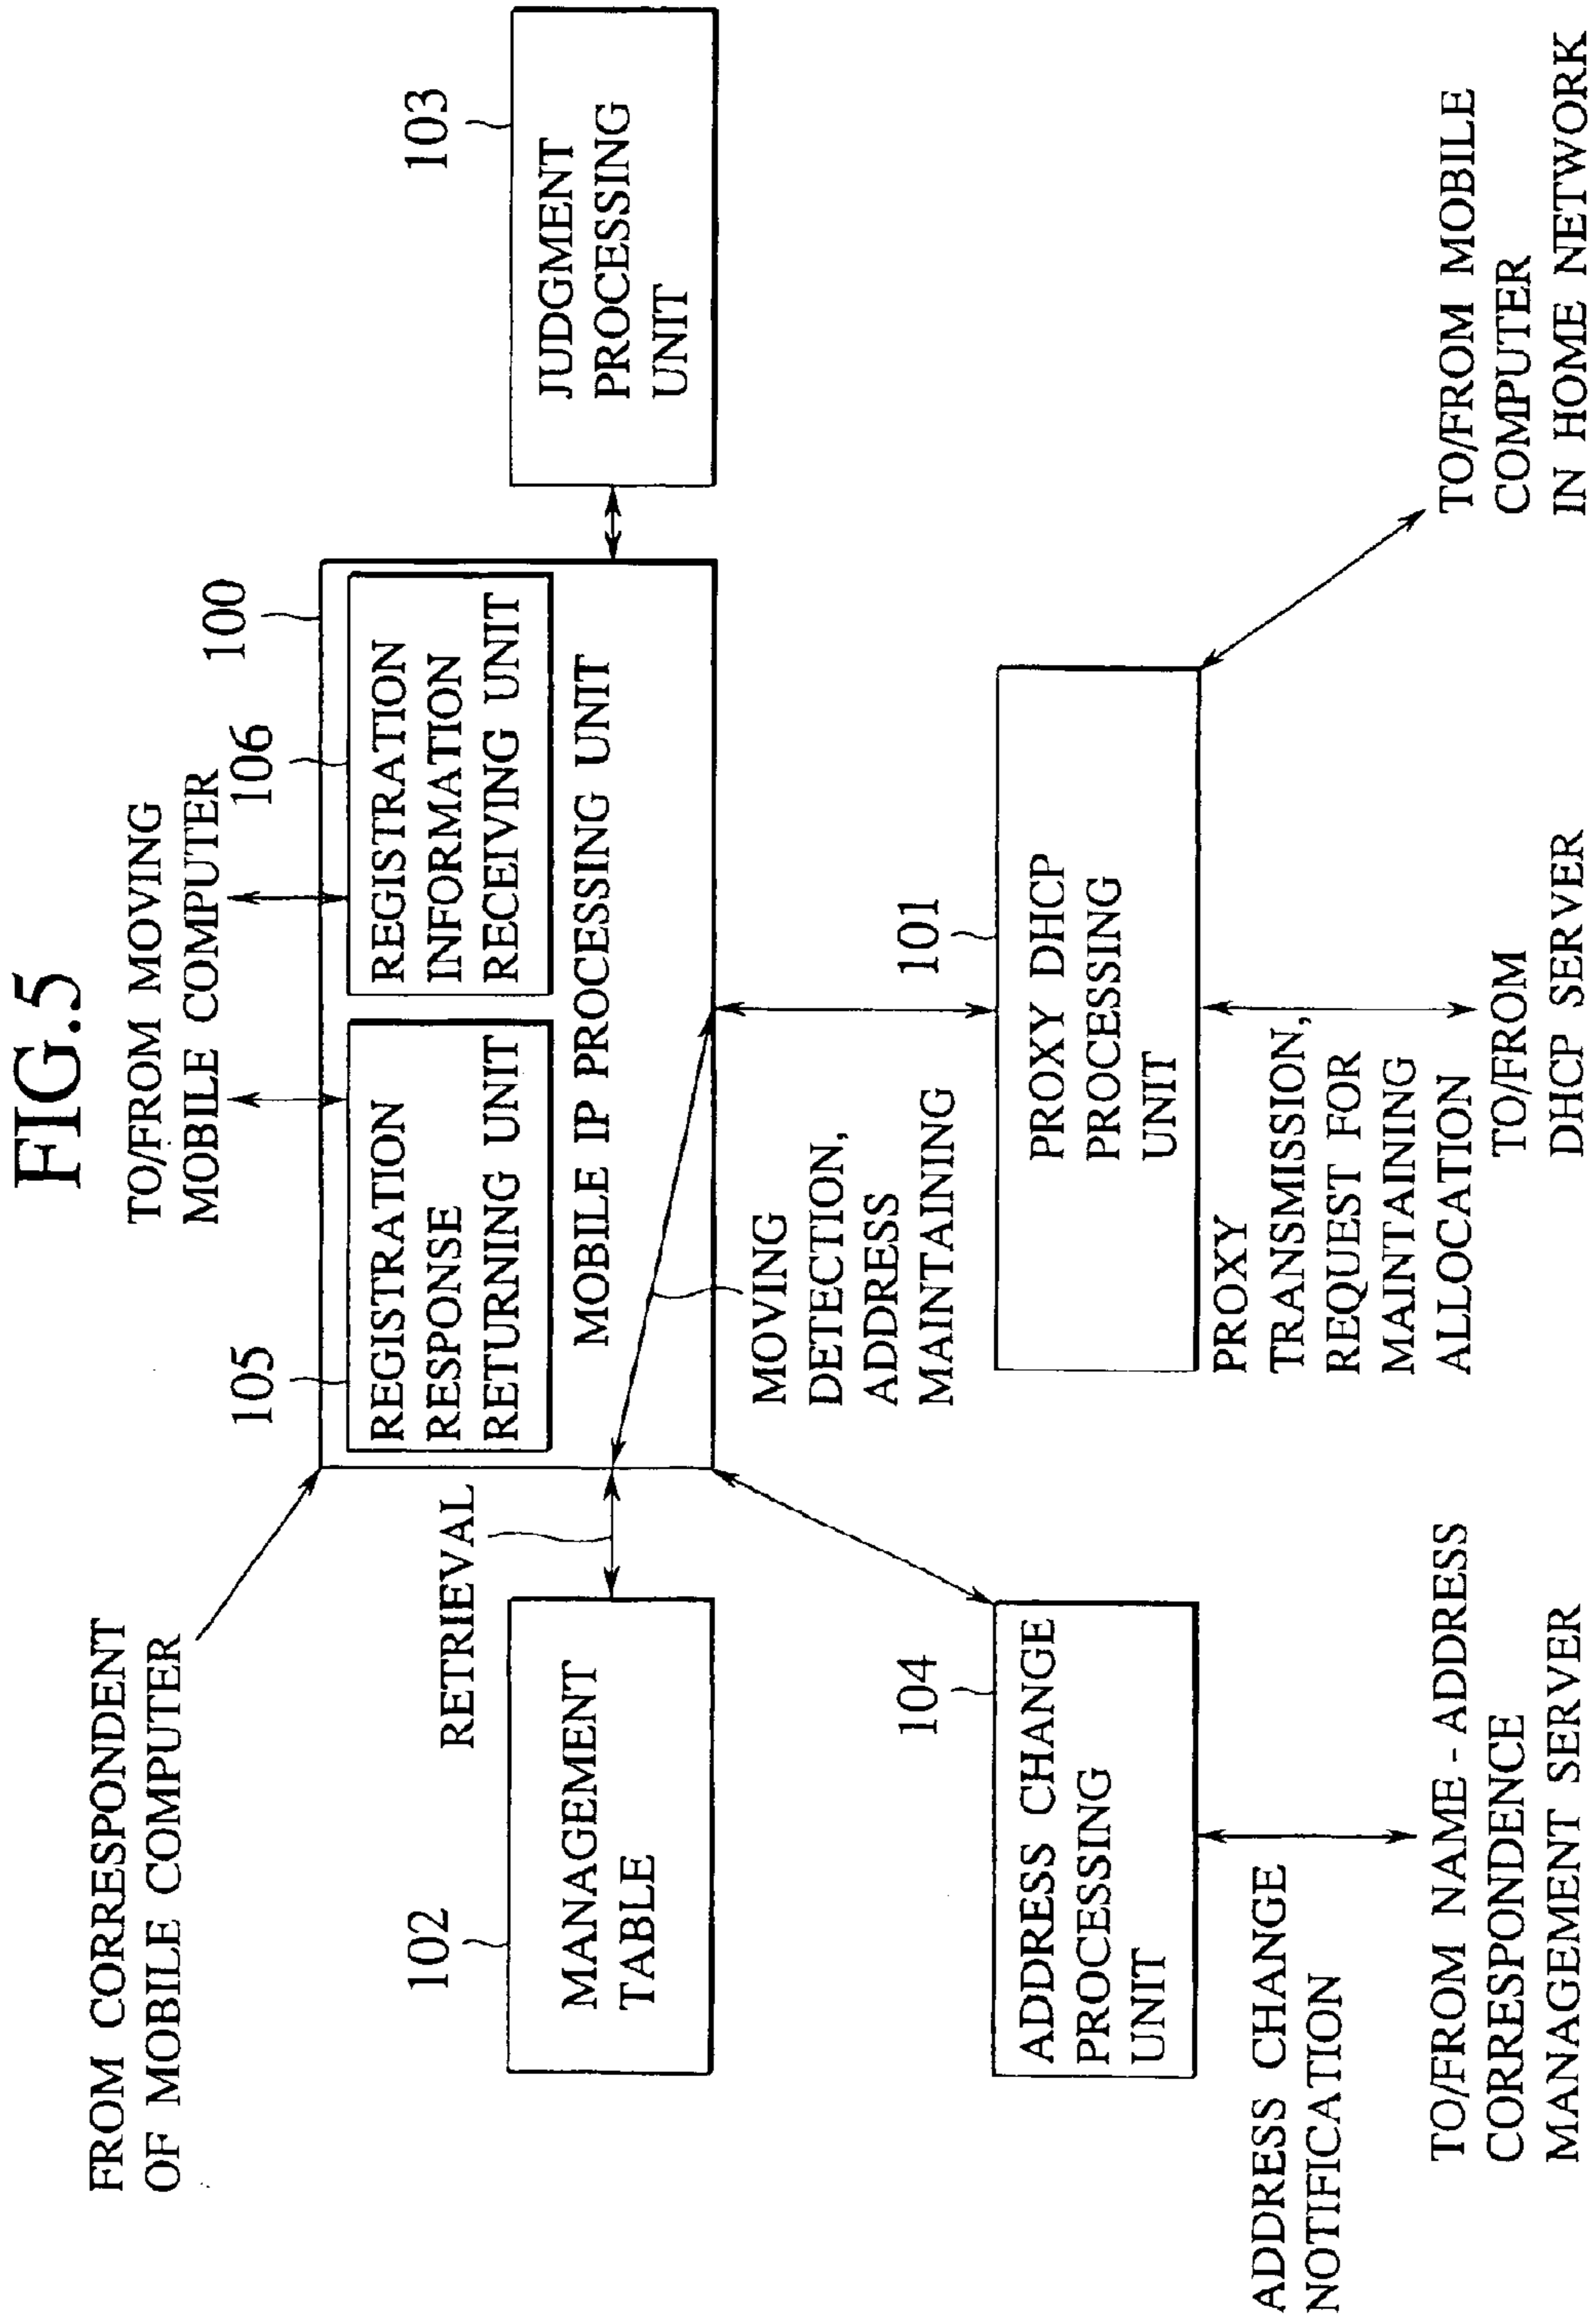 FIG.5
FROM CORRESPONDENT
OF MOBILE COMPUTER
TO/FROM MOVING
MOBILE COMPUTER
105
106
100
REGISTRATION
RESPONSE
RETURNING UNIT
REGISTRATION
INFORMATION
RECEIVING UNIT
MOBILE IP PROCESSING UNIT
RETRIEVAL
102
MANAGEMENT
TABLE
103
JUDGMENT
PROCESSING
UNIT
MOVING
DETECTION,
ADDRESS
MAINTAINING
104
ADDRESS CHANGE
PROCESSING
UNIT
101
PROXY DHCP
PROCESSING
UNIT
ADDRESS CHANGE
NOTIFICATION
TO/FROM NAME - ADDRESS
CORRESPONDENCE
MANAGEMENT SERVER
PROXY
TRANSMISSION,
REQUEST FOR
MAINTAINING
ALLOCATION
TO/FROM
DHCP SERVER
TO/FROM MOBILE
COMPUTER
IN HOME NETWORK